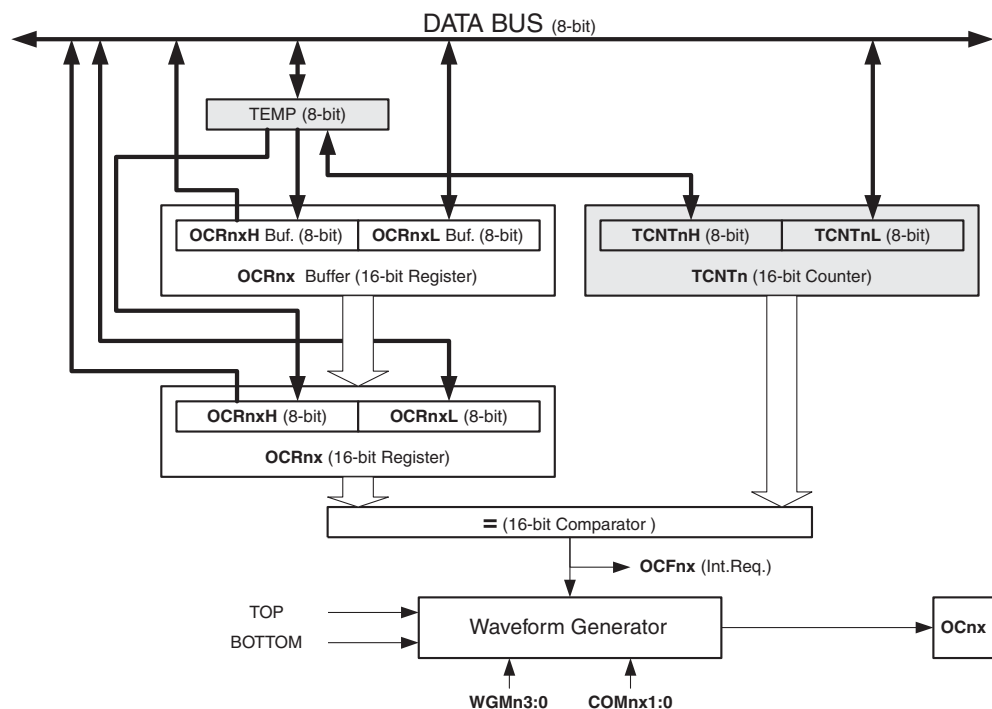 DATA BUS (8-bit)
TEMP (8-bit)
OCRnxH Buf. (8-bit) OCRnxL Buf. (8-bit)
OCRnx Buffer (16-bit Register)
TCNTnH (8-bit) TCNTnL (8-bit)
TCNTn (16-bit Counter)
OCRnxH (8-bit) OCRnxL (8-bit)
OCRnx (16-bit Register)
= (16-bit Comparator )
OCFnx (Int.Req.)
TOP
BOTTOM
Waveform Generator
OCnx
WGMn3:0 COMnx1:0